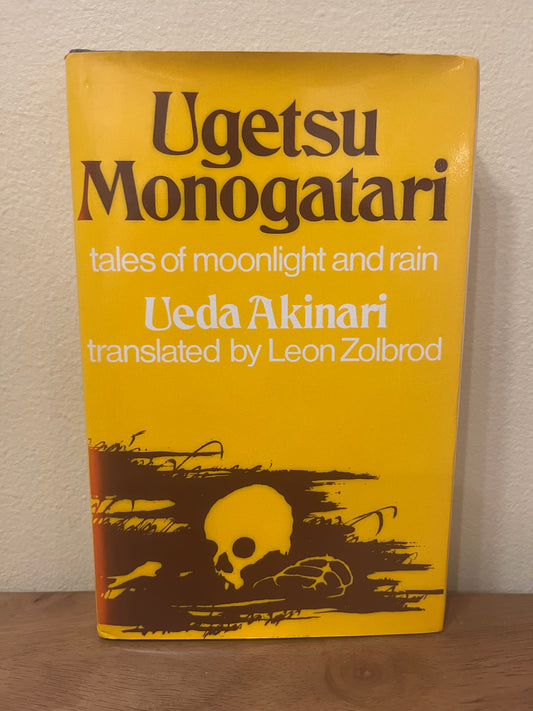 Ugetsu
Monogatari
tales of moonlight and rain
Ueda Akinari
translated by Leon Zolbrod